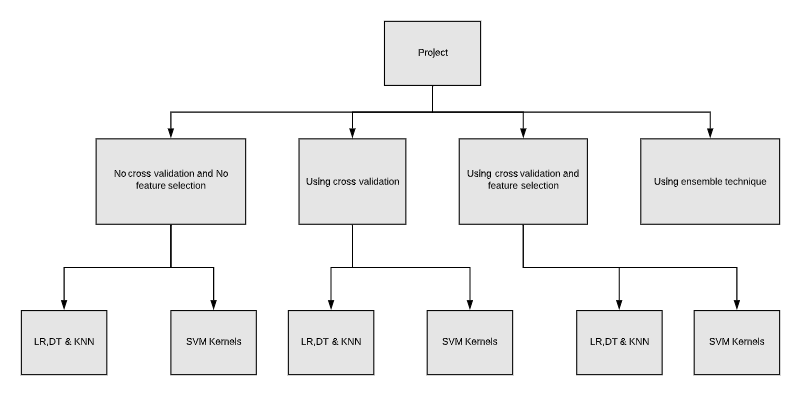 Project
No cross validation and No
feature selection
Using cross validation
Using cross validation and
feature selection
Using ensemble technique
LR,DT & KNN
SVM Kernels
LR,DT & KNN
SVM Kernels
LR,DT & KNN
SVM Kernels